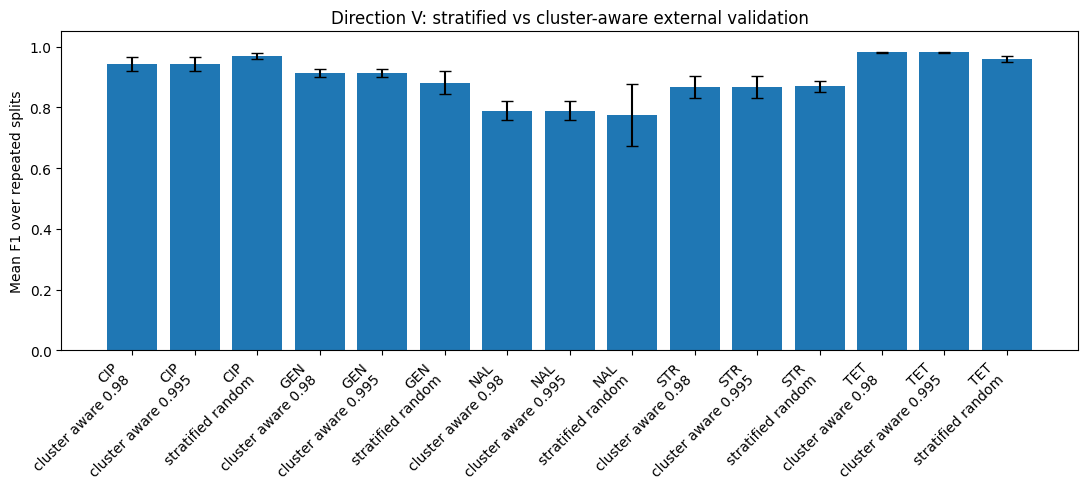 Direction V: stratified vs cluster-aware external validation
Mean F1 over repeated splits
1.0
0.8
0.6
0.4
0.2
0.0
CIP
cluster aware 0.98
CIP
cluster aware 0.995
CIP
stratified random
GEN
cluster aware 0.98
GEN
cluster aware 0.995
GEN
stratified random
NAL
cluster aware 0.98
NAL
cluster aware 0.995
NAL
stratified random
STR
cluster aware 0.98
STR
cluster aware 0.995
STR
stratified random
TET
cluster aware 0.98
TET
cluster aware 0.995
TET
stratified random